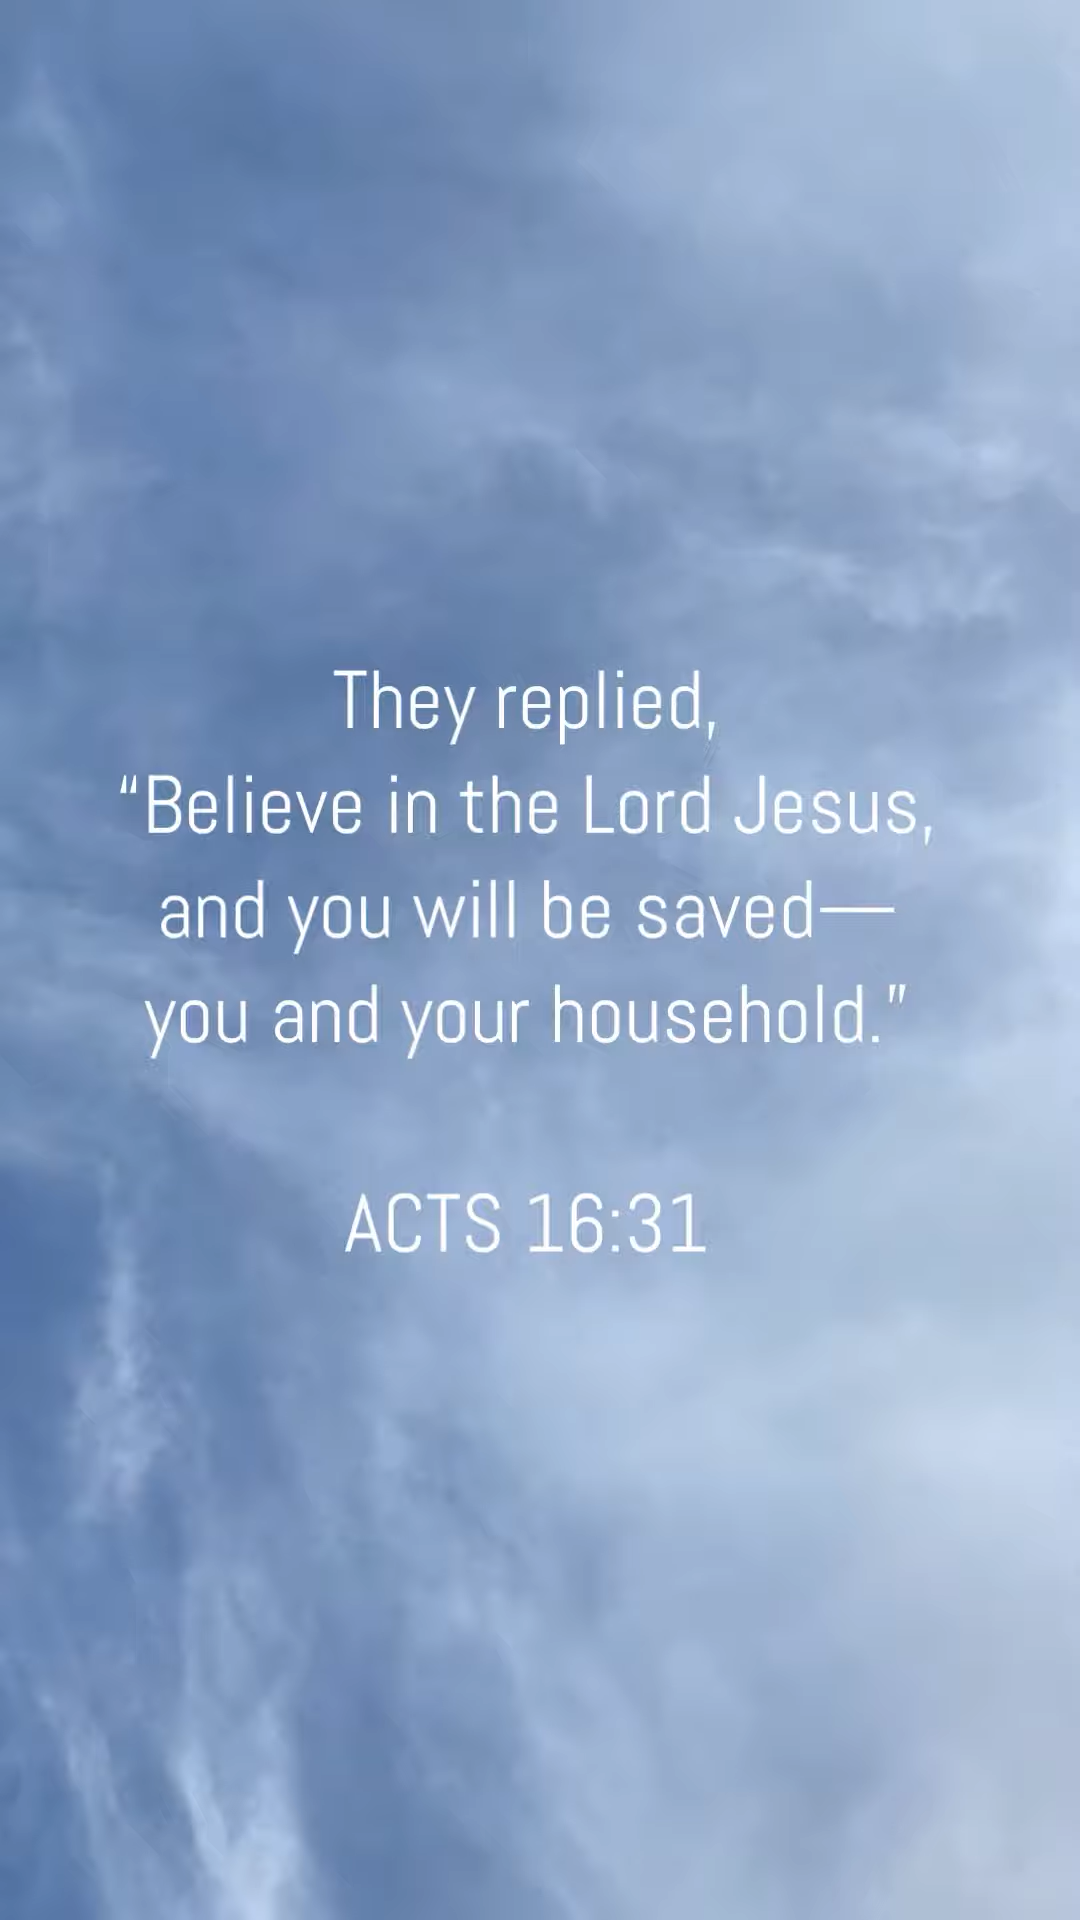 They replied,
“Believe in the Lord Jesus,
and you will be saved—
you and your household.”
ACTS 16:31